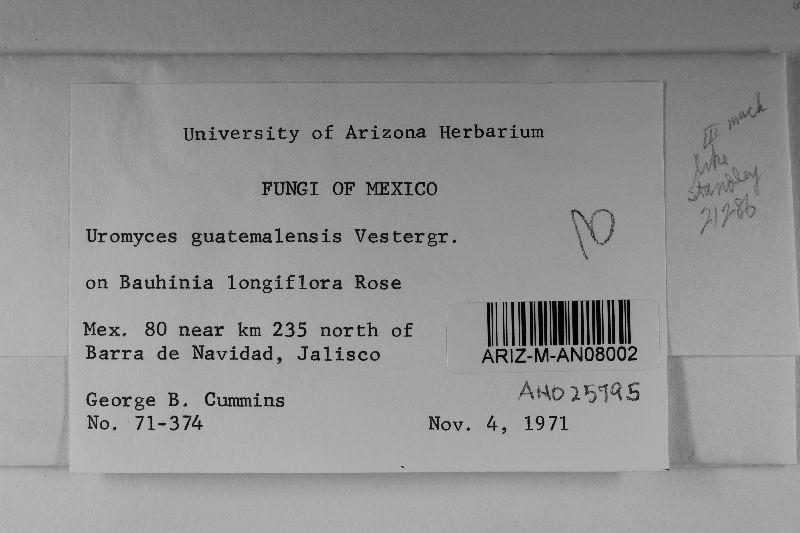 University of Arizona Herbarium
FUNGI OF MEXICO
Uromyces guatemalensis Vestergr.
on Bauhinia longiflora Rose
Mex. 80 near km 235 north of
Barra de Navidad, Jalisco
George B. Cummins
No. 71-374
Nov. 4, 1971
ARIZ-M-AN08002
AHO25795
III much
like
Standley
21286